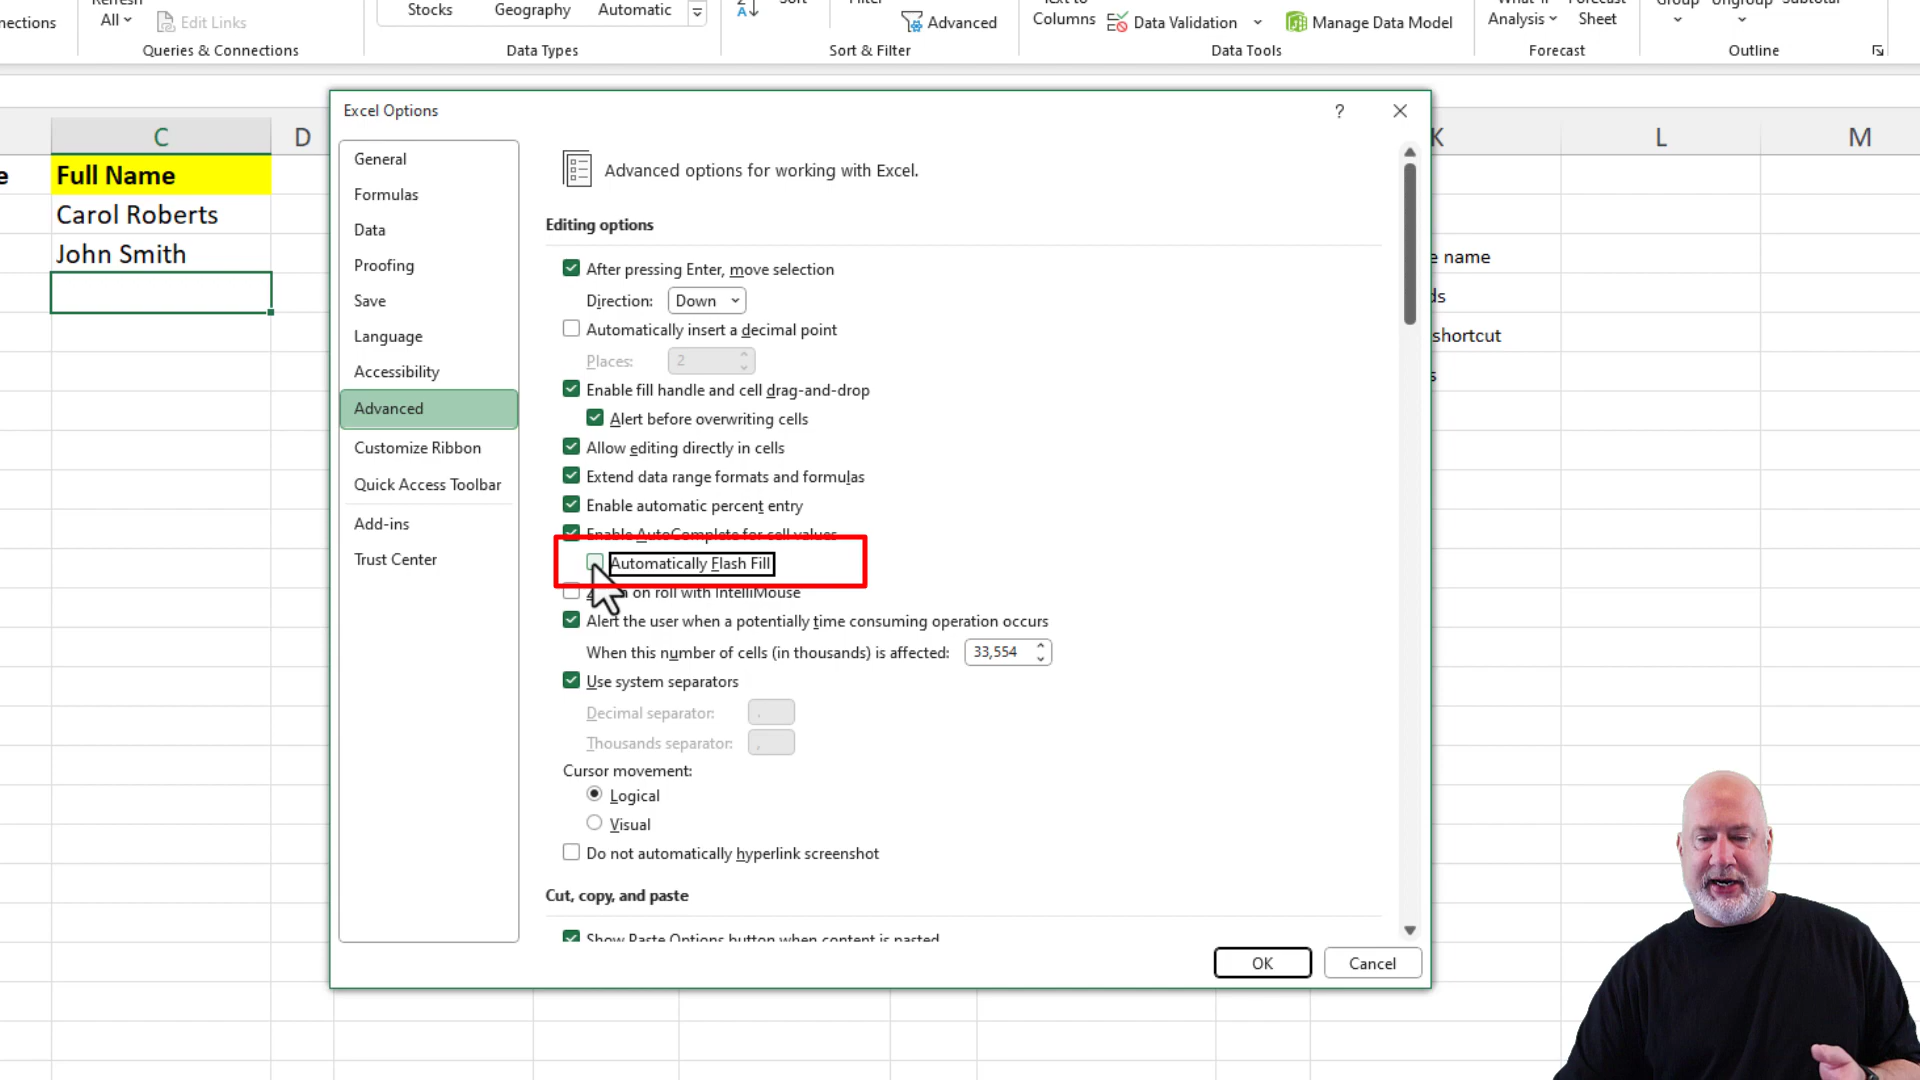 Refresh
Stocks Geography Automatic
nections All Edit Links Advanced Columns Data Validation Manage Data Model Analysis Sheet
Queries & Connections Data Types Sort & Filter Data Tools Forecast Outline
Excel Options ? 
C D K L M
e Full Name
Carol Roberts
John Smith
General
Formulas
Data
Proofing
Save
Language
Accessibility
Advanced
Customize Ribbon
Quick Access Toolbar
Add-ins
Trust Center
Advanced options for working with Excel.
Editing options
After pressing Enter, move selection
Direction: Down
Automatically insert a decimal point
Places: 2
Enable fill handle and cell drag-and-drop
Alert before overwriting cells
Allow editing directly in cells
Extend data range formats and formulas
Enable automatic percent entry
Enable AutoComplete for cell values
Automatically Flash Fill
on roll with IntelliMouse
Alert the user when a potentially time consuming operation occurs
When this number of cells (in thousands) is affected: 33,554
Use system separators
Decimal separator: .
Thousands separator: ,
Cursor movement:
Logical
Visual
Do not automatically hyperlink screenshot
Cut, copy, and paste
Show Paste Options button when content is pasted
OK Cancel
e name
ds
shortcut
s